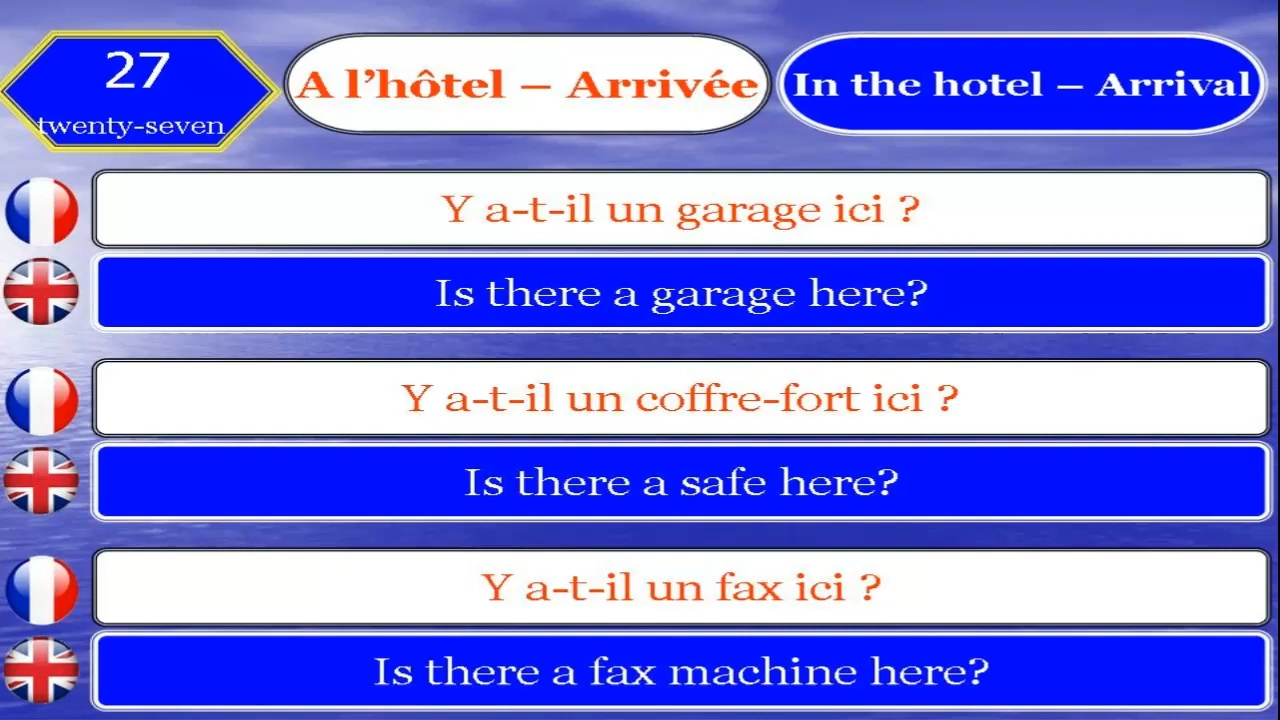 27
twenty-seven
A l’hôtel – Arrivée
In the hotel – Arrival
Y a-t-il un garage ici ?
Is there a garage here?
Y a-t-il un coffre-fort ici ?
Is there a safe here?
Y a-t-il un fax ici ?
Is there a fax machine here?